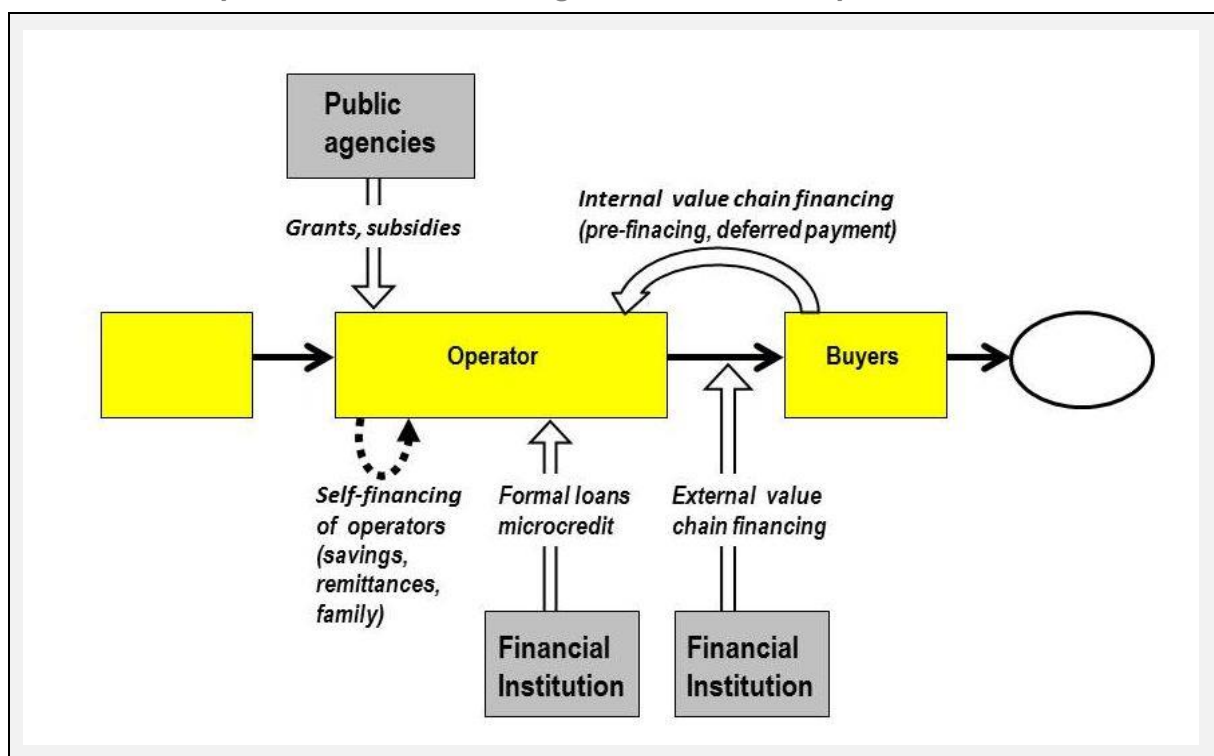 Public
agencies
Grants, subsidies
Internal value chain financing
(pre-finacing, deferred payment)
Operator
Buyers
Self-financing
of operators
(savings,
remittances,
family)
Formal loans
microcredit
External value
chain financing
Financial
Institution
Financial
Institution